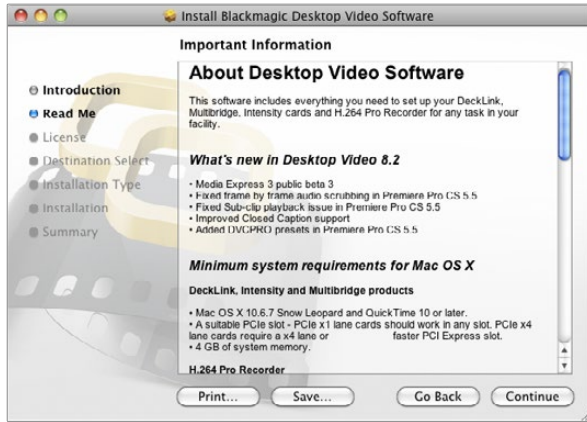 Install Blackmagic Desktop Video Software
Important Information
Introduction
Read Me
License
Destination Select
Installation Type
Installation
Summary
About Desktop Video Software
This software includes everything you need to set up your DeckLink,
Multibridge, Intensity cards and H.264 Pro Recorder for any task in your
facility.
What's new in Desktop Video 8.2
• Media Express 3 public beta 3
• Fixed frame by frame audio scrubbing in Premiere Pro CS 5.5
• Fixed Sub-clip playback issue in Premiere Pro CS 5.5
• Improved Closed Caption support
• Added DVCPRO presets in Premiere Pro CS 5.5
Minimum system requirements for Mac OS X
DeckLink, Intensity and Multibridge products
• Mac OS X 10.6.7 Snow Leopard and QuickTime 10 or later.
• A suitable PCIe slot - PCIe x1 lane cards should work in any slot. PCIe x4
lane cards require a x4 lane or faster PCI Express slot.
• 4 GB of system memory.
H.264 Pro Recorder
Print...
Save...
Go Back
Continue